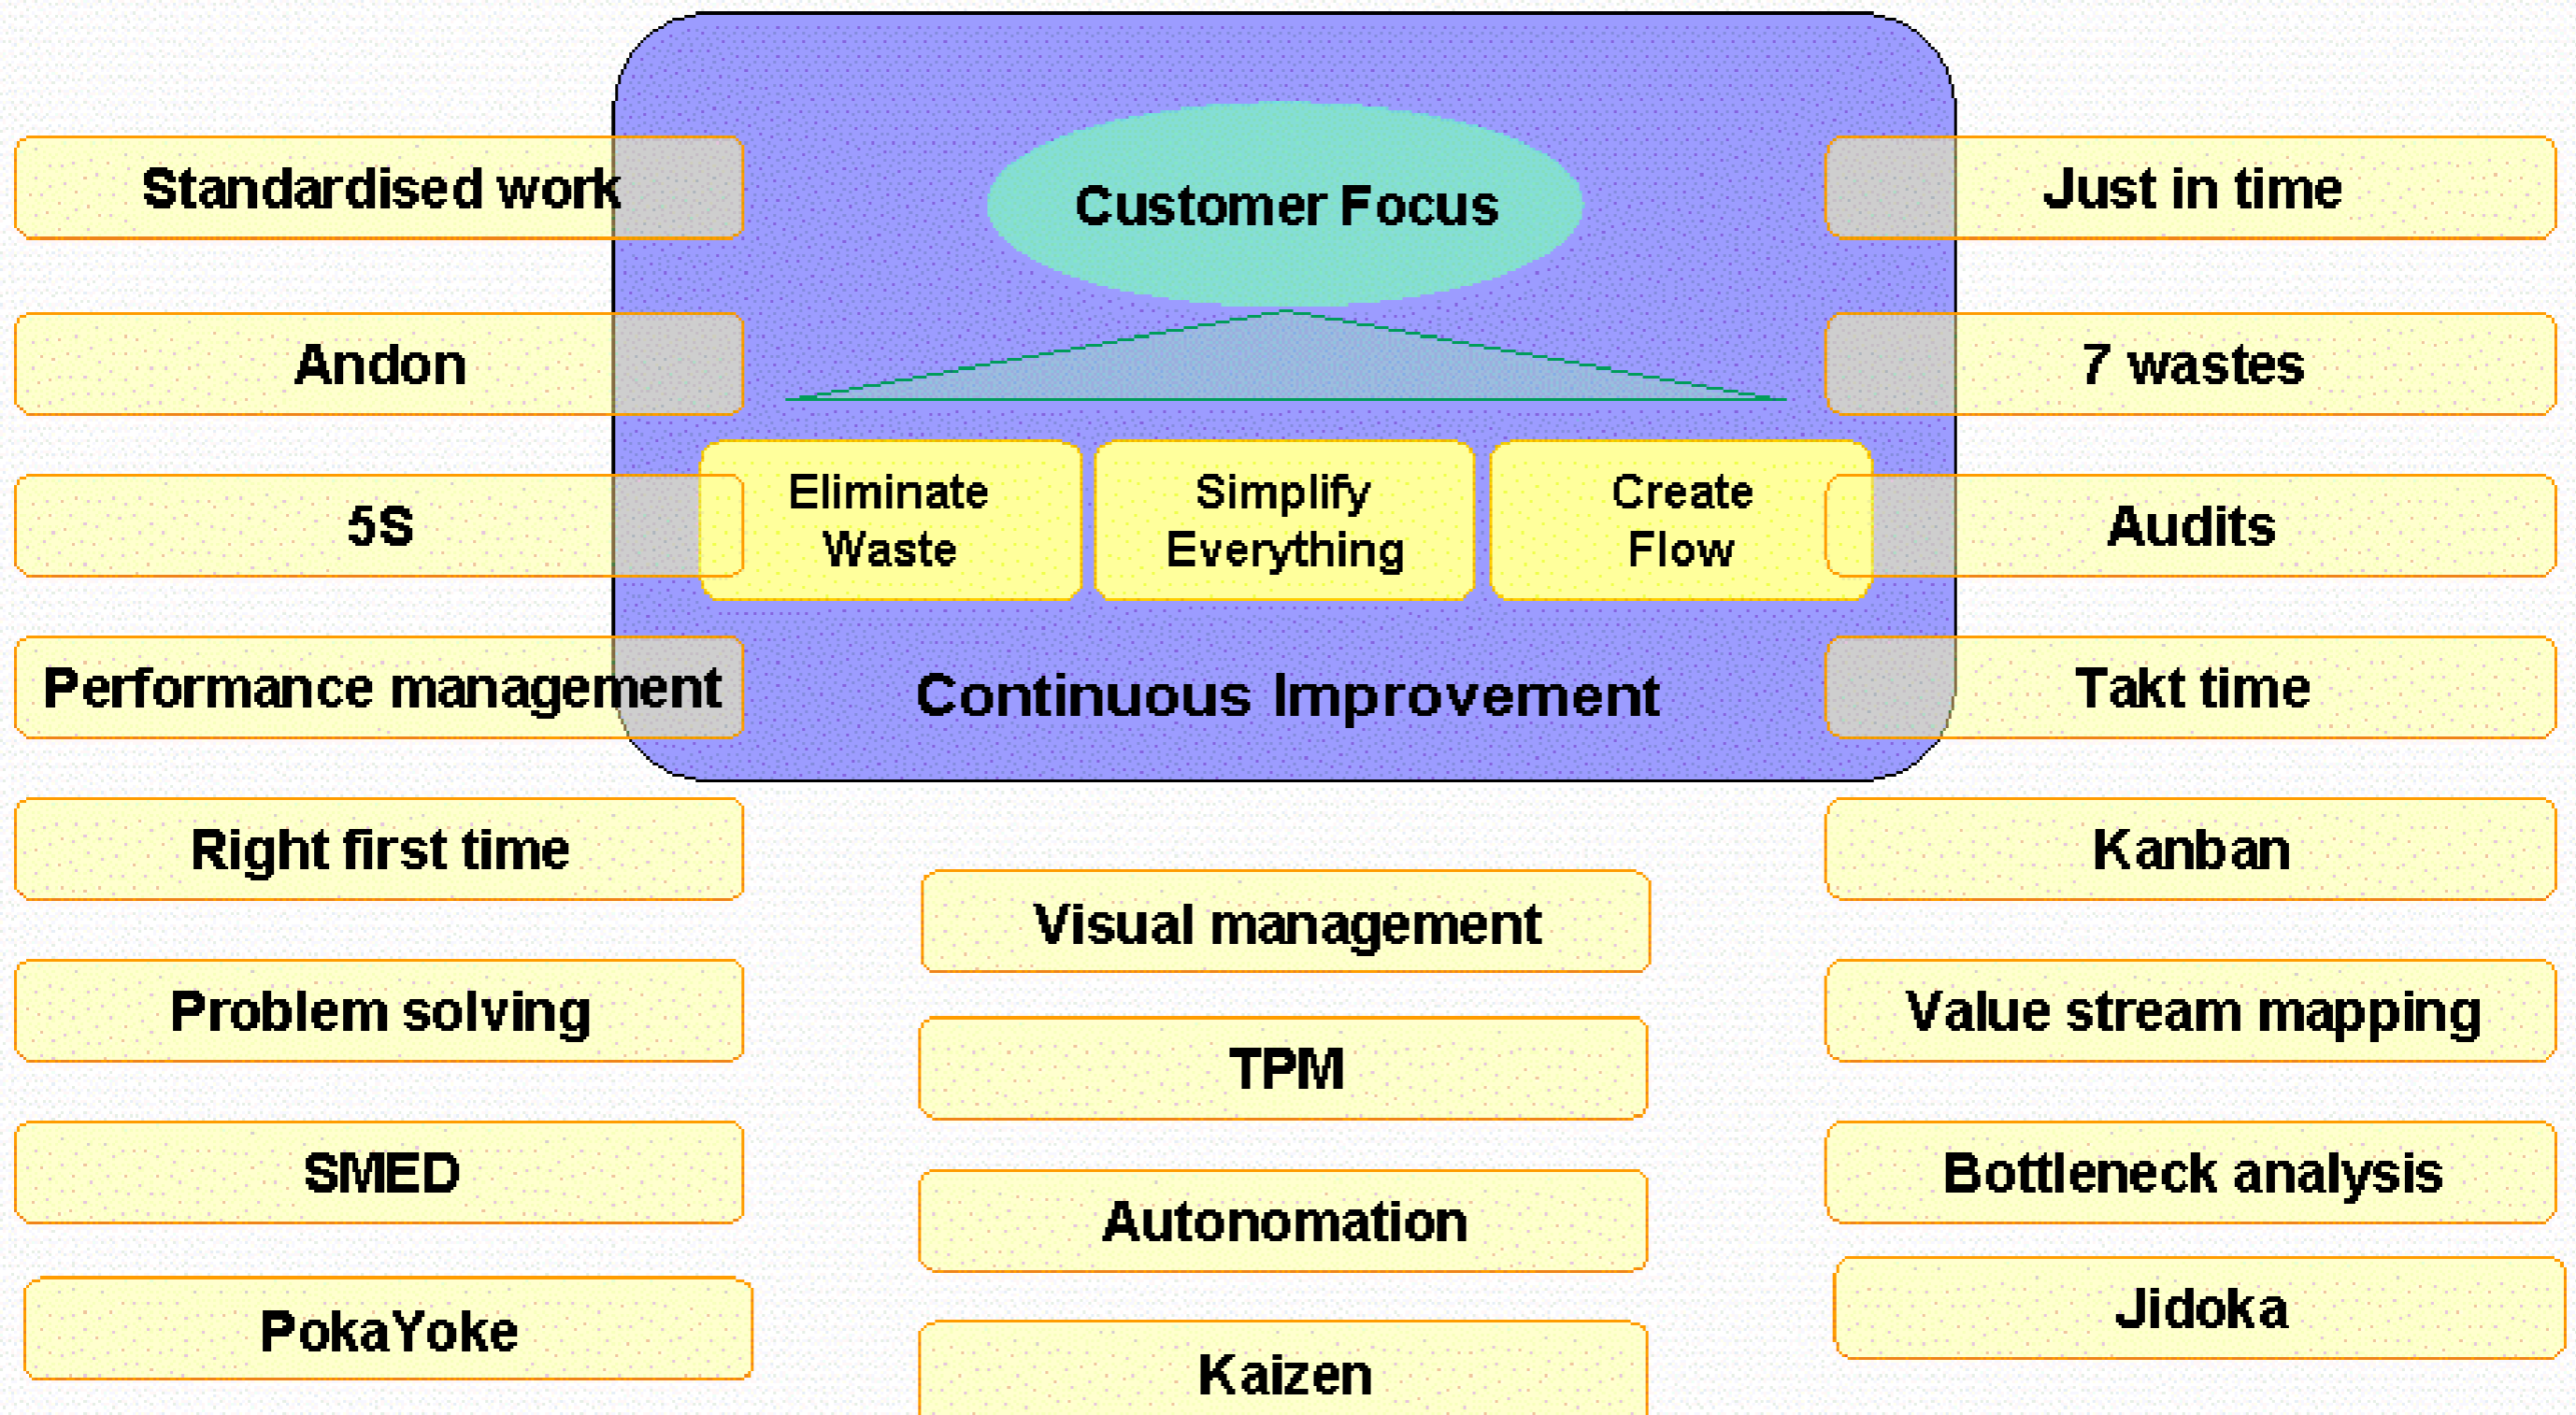 Customer Focus
Eliminate
Waste
Simplify
Everything
Create
Flow
Continuous Improvement
Standardised work
Andon
5S
Performance management
Right first time
Problem solving
SMED
PokaYoke
Visual management
TPM
Autonomation
Kaizen
Just in time
7 wastes
Audits
Takt time
Kanban
Value stream mapping
Bottleneck analysis
Jidoka